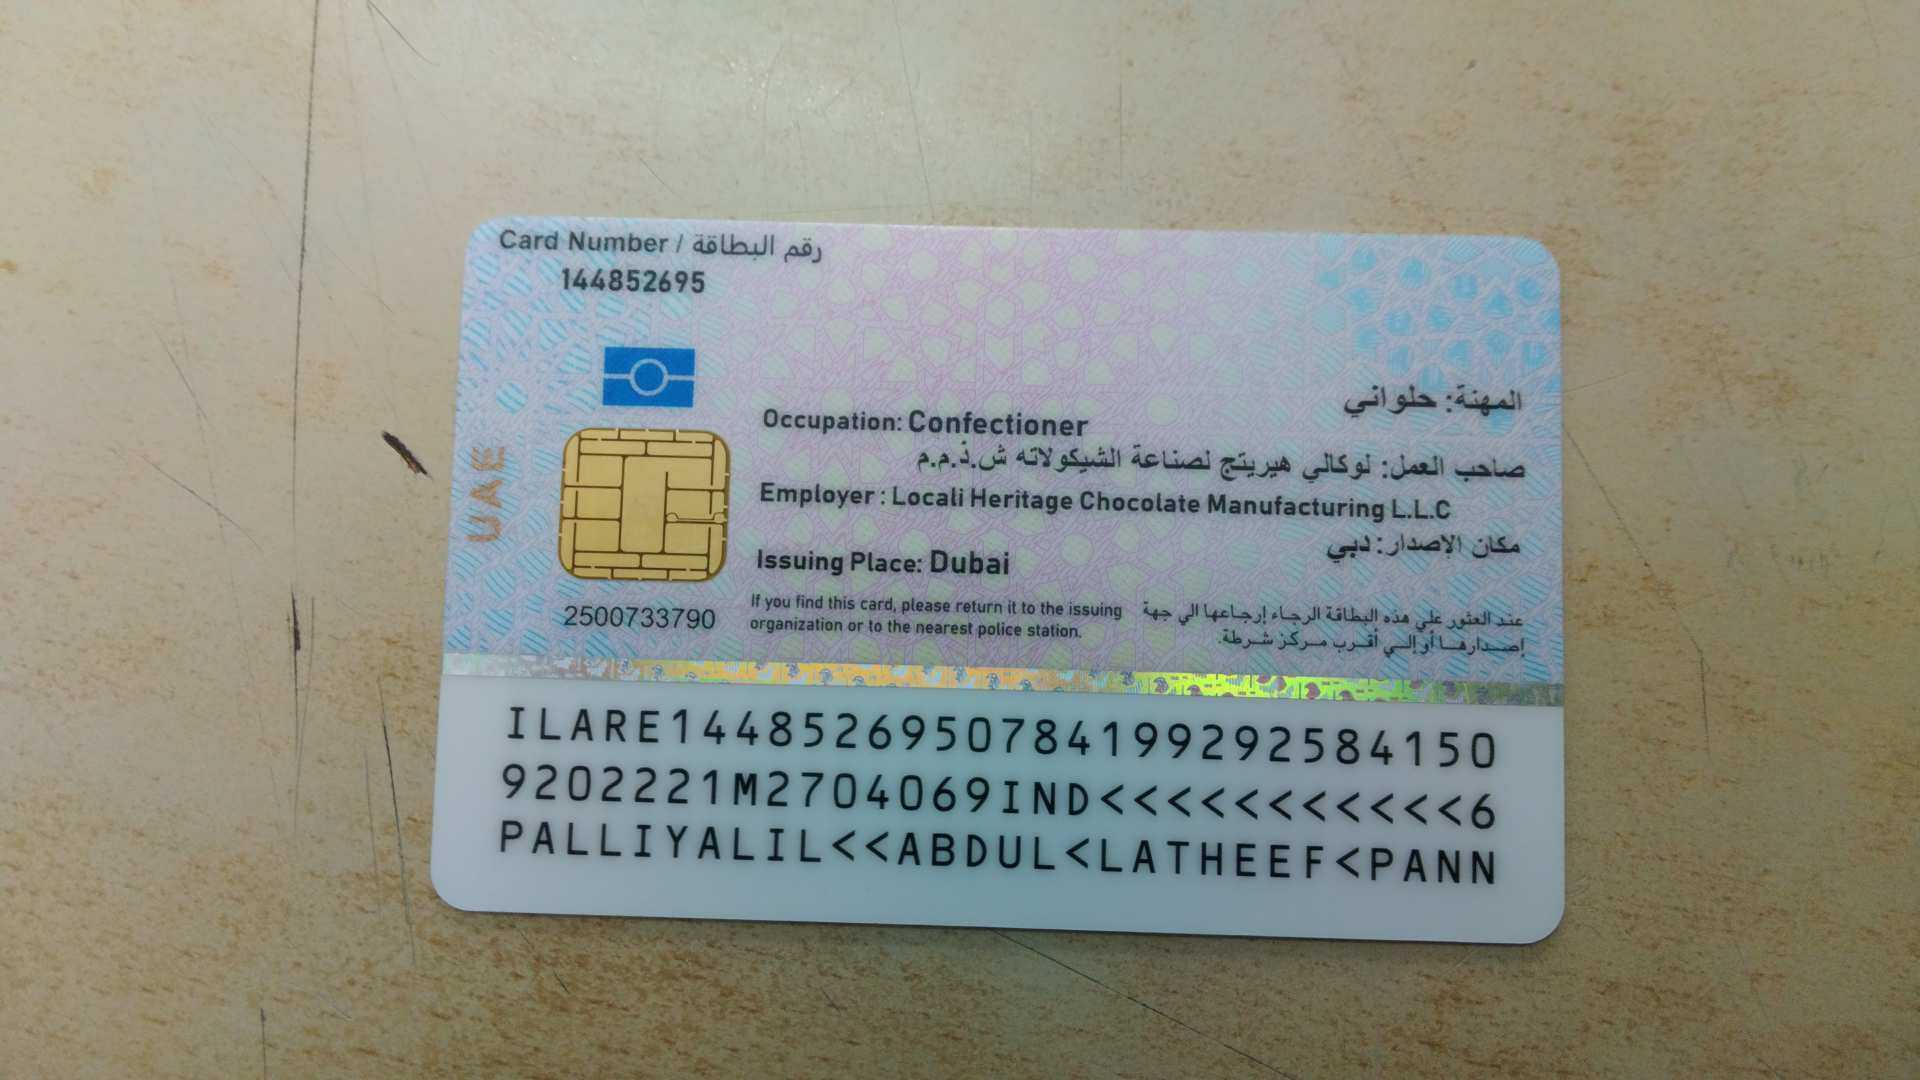 Card Number / رقم البطاقة
144852695
المهنة: حلواني
Occupation: Confectioner
صاحب العمل: لوكالي هيريتج لصناعة الشيكولاته ش.ذ.م.م
Employer : Locali Heritage Chocolate Manufacturing L.L.C
مكان الإصدار: دبي
Issuing Place: Dubai
UAE
2500733790
If you find this card, please return it to the issuing
organization or to the nearest police station.
عند العثور علي هذه البطاقة الرجاء إرجاعها الي جهة
إصدارها أو إلي أقرب مركز شرطة.
ILARE1448526950784199292584150
9202221M2704069IND<<<<<<<<<<<6
PALLIYALIL<<ABDUL<LATHEEF<PANN